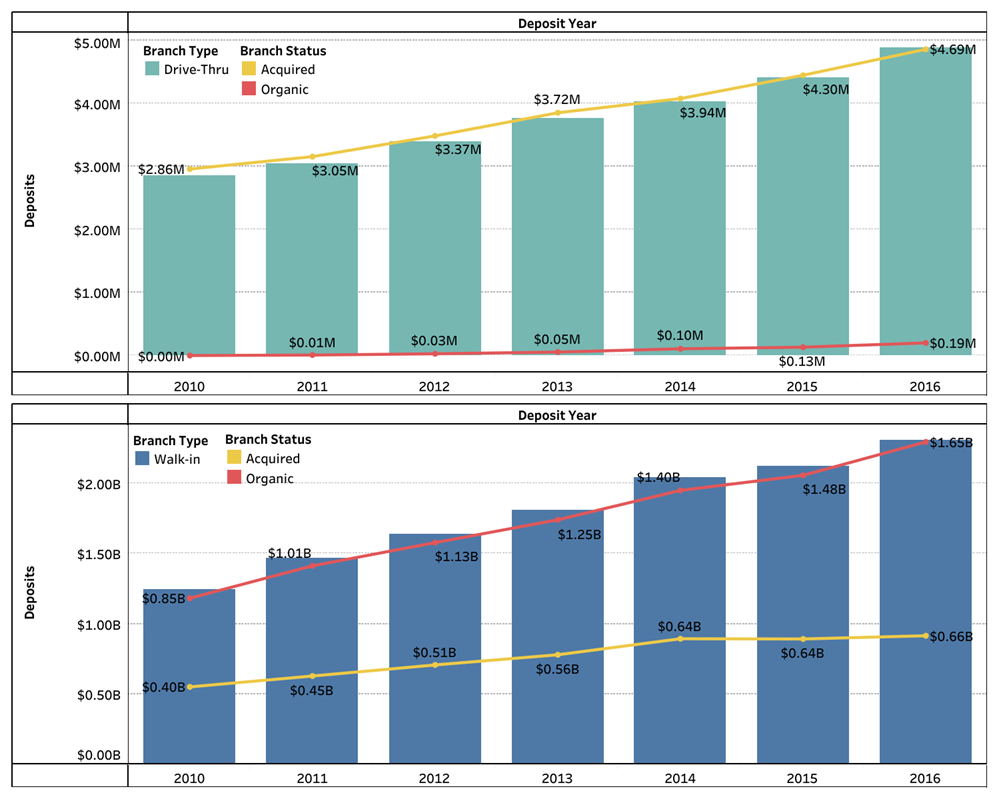 Deposit Year
$5.00M
Branch Type Branch Status
Drive-Thru Acquired
Organic
$4.69M
$4.00M
$3.72M
$4.30M
$3.94M
$3.37M
$3.00M
$2.86M
$3.05M
Deposits
$2.00M
$1.00M
$0.00M
$0.00M
$0.01M
$0.03M
$0.05M
$0.10M
$0.13M
$0.19M
2010 2011 2012 2013 2014 2015 2016
Deposit Year
Branch Type Branch Status
Walk-in Acquired
Organic
$1.65B
$2.00B
$1.40B
$1.48B
$1.25B
$1.50B
$1.01B
$1.13B
Deposits
$0.85B
$1.00B
$0.64B
$0.66B
$0.51B
$0.64B
$0.56B
$0.40B
$0.45B
$0.50B
$0.00B
2010 2011 2012 2013 2014 2015 2016